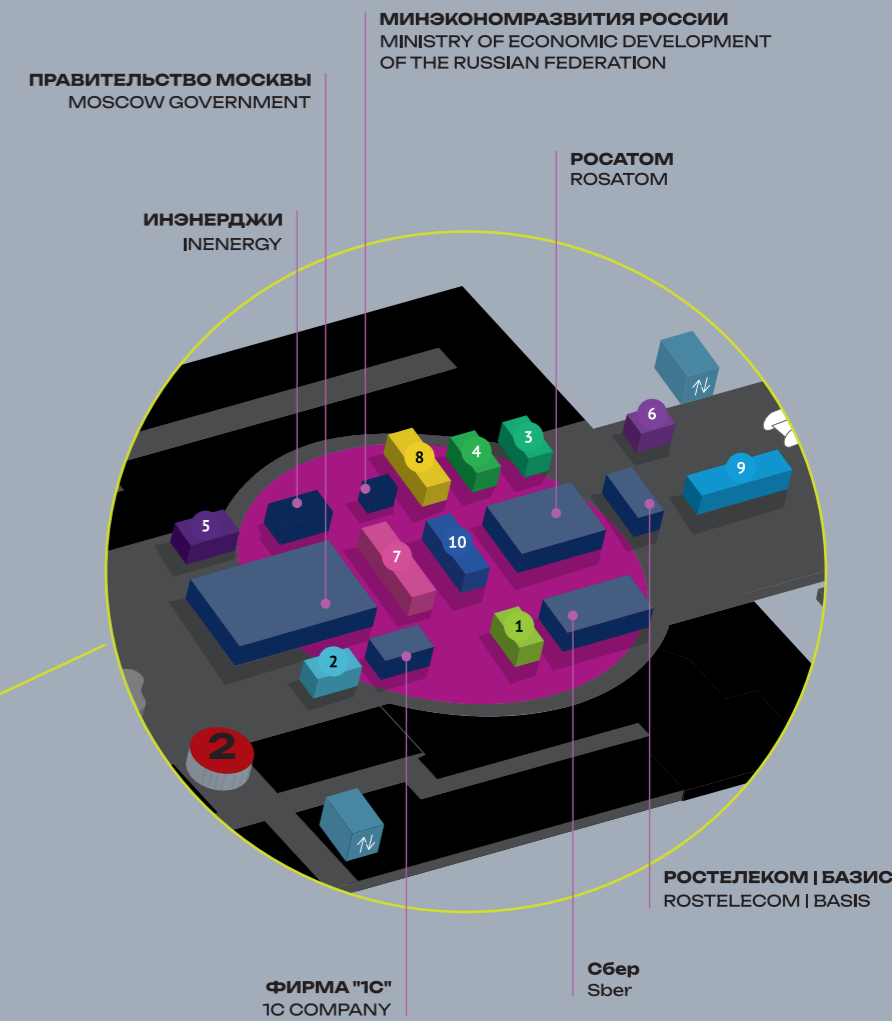 МИНЭКОНОМРАЗВИТИЯ РОССИИ
MINISTRY OF ECONOMIC DEVELOPMENT
OF THE RUSSIAN FEDERATION
ПРАВИТЕЛЬСТВО МОСКВЫ
MOSCOW GOVERNMENT
РОСАТОМ
ROSATOM
ИНЭНЕРДЖИ
INENERGY
6
3
4
8
9
5
10
7
1
2
2
РОСТЕЛЕКОМ | БАЗИС
ROSTELECOM | BASIS
Сбер
Sber
ФИРМА "1С"
1C COMPANY